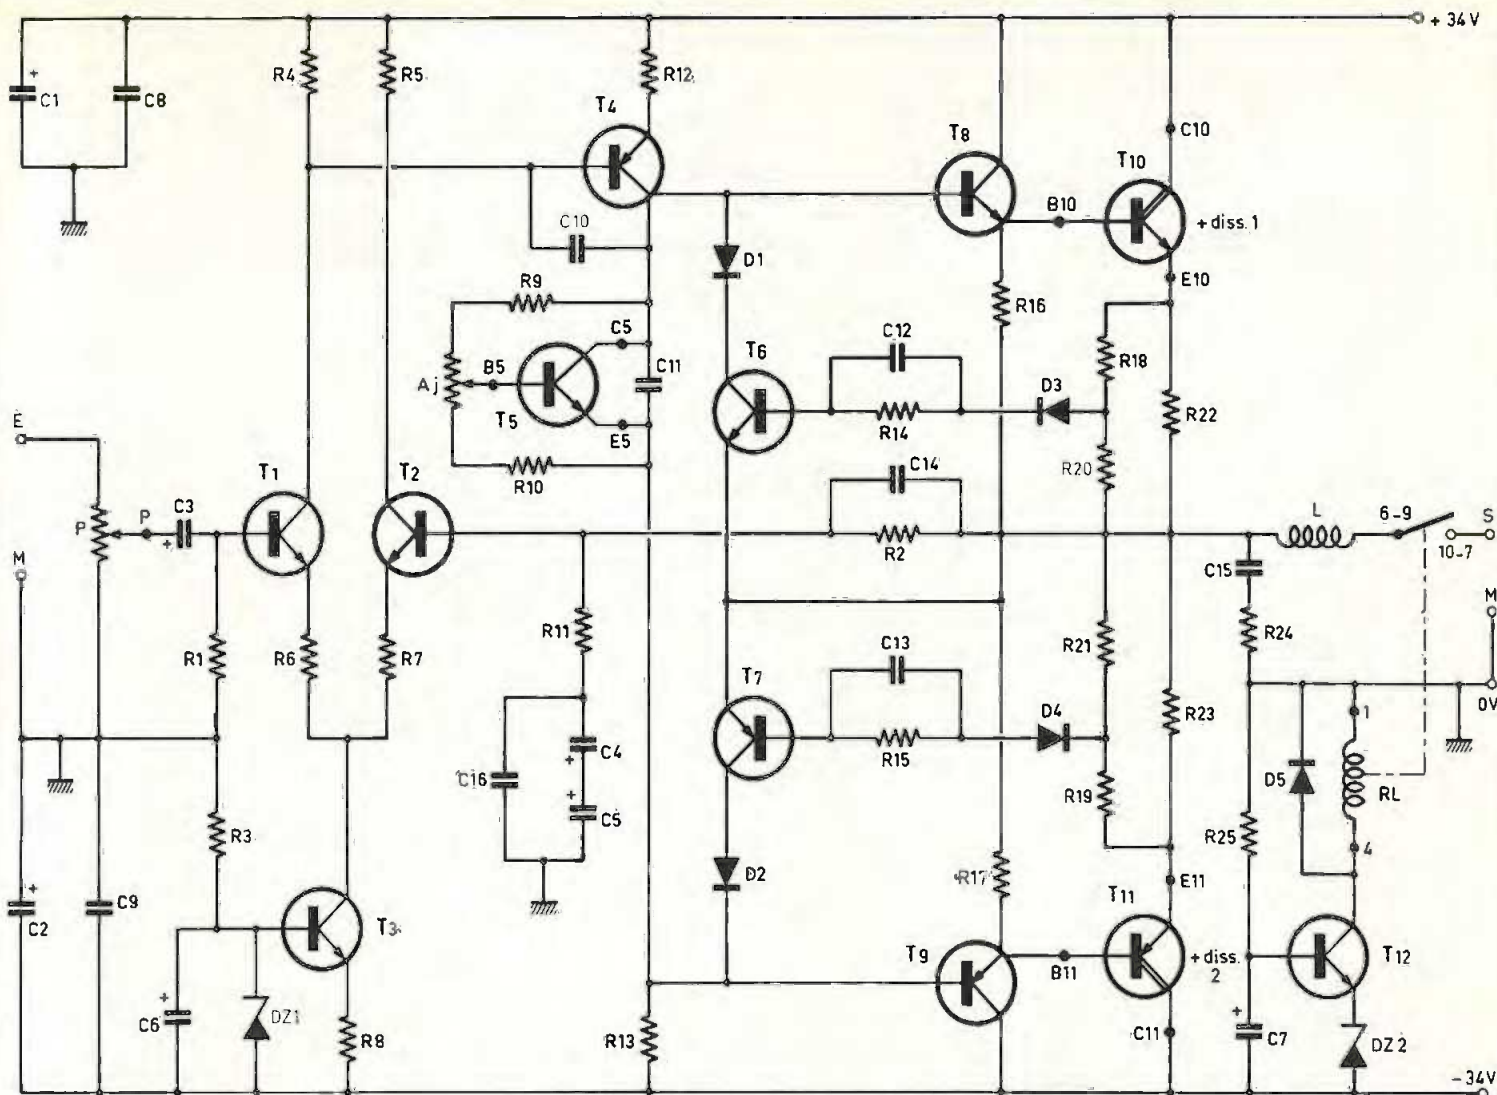 + 34 V
R4
R5
R12
+
C1
C8
T4
T8
C10
T10
B10
+ diss. 1
C10
D1
E10
R9
R16
C5
C12
R18
T6
C11
B5
Aj
D3
R22
T5
E5
R14
E
R20
C14
R10
T1
T2
L
6-9
S
C3
P
P
+
10-7
M
R2
C15
M
R11
R24
R1
R6
R7
R21
C13
T7
0V
1
D4
R23
C4
C16
+
R15
D5
RL
+
R19
C5
R3
R25
4
D2
R17
E11
+
T11
C2
C9
T3
T9
B11
+ diss.
2
T12
+
C6
DZ1
+
R8
R13
C11
C7
DZ2
- 34V